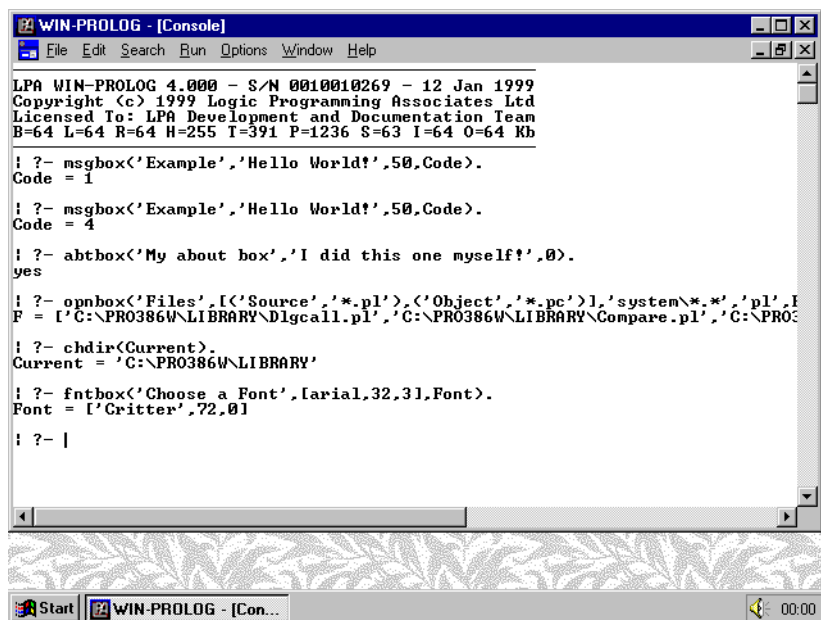 WIN-PROLOG - [Console]
File Edit Search Run Options Window Help
LPA WIN-PROLOG 4.000 - S/N 0010010269 - 12 Jan 1999
Copyright (c) 1999 Logic Programming Associates Ltd
Licensed To: LPA Development and Documentation Team
B=64 L=64 R=64 H=255 T=391 P=1236 S=63 I=64 O=64 Kb
| ?- msgbox('Example','Hello World!',50,Code).
Code = 1
| ?- msgbox('Example','Hello World!',50,Code).
Code = 4
| ?- abtbox('My about box','I did this one myself!',0).
yes
| ?- opnbox('Files',[('Source','*.pl'),('Object','*.pc')],'system\*.*','pl',
F = ['C:\PRO386W\LIBRARY\Dlgcall.pl','C:\PRO386W\LIBRARY\Compare.pl','C:\PRO3
| ?- chdir(Current).
Current = 'C:\PRO386W\LIBRARY'
| ?- fntbox('Choose a Font',[arial,32,3],Font).
Font = ['Critter',72,0]
| ?- |
Start WIN-PROLOG - [Con... 00:00